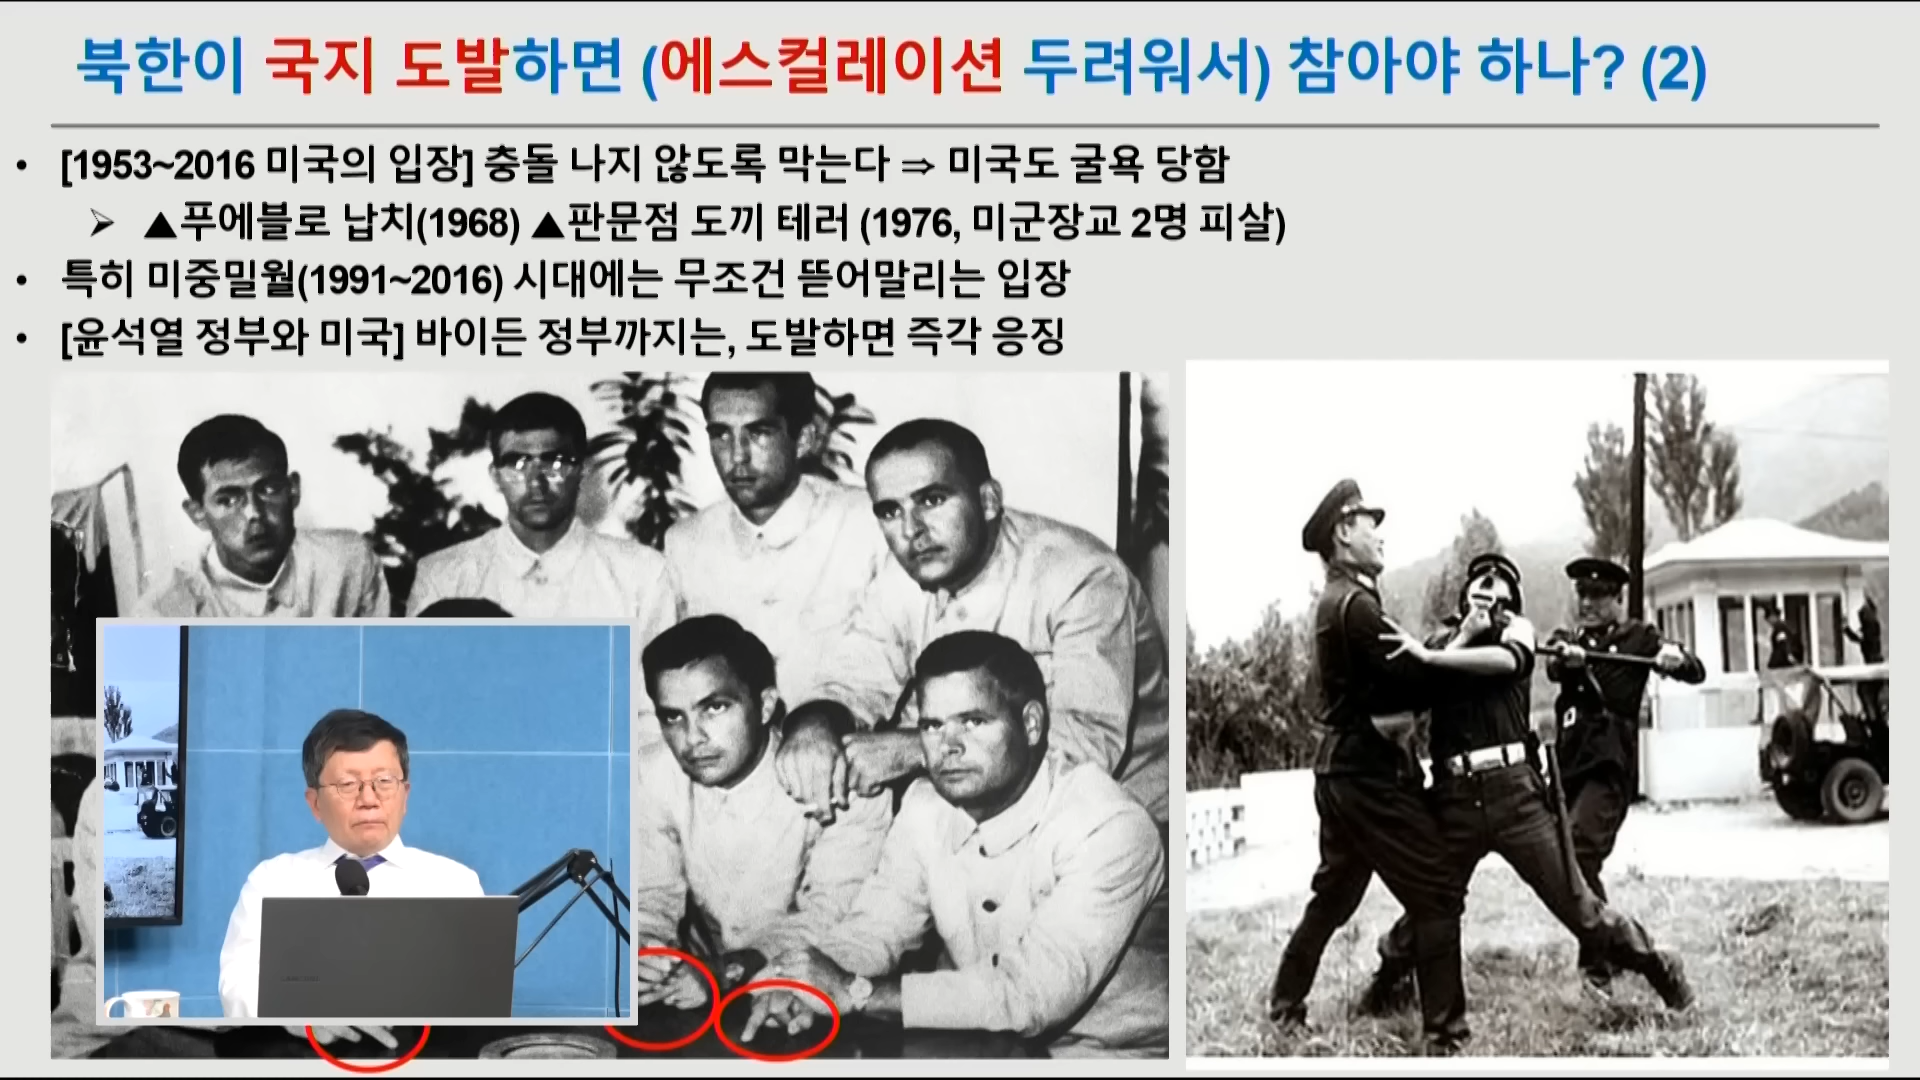 북한이 국지 도발하면 (에스컬레이션 두려워서) 참아야 하나? (2)
• [1953~2016 미국의 입장] 충돌 나지 않도록 막는다 ⇒ 미국도 굴욕 당함
➢ ▲푸에블로 납치(1968) ▲판문점 도끼 테러 (1976, 미군장교 2명 피살)
• 특히 미중밀월(1991~2016) 시대에는 무조건 뜯어말리는 입장
• [윤석열 정부와 미국] 바이든 정부까지는, 도발하면 즉각 응징